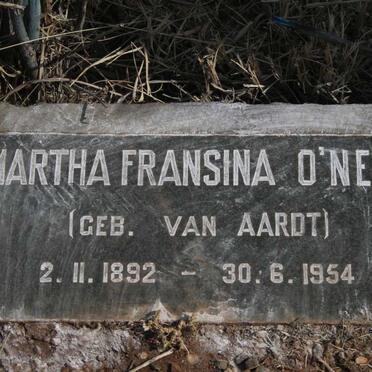 MARTHA FRANSINA O'NE
(GEB. VAN AARDT)
2.11.1892 - 30.6.1954